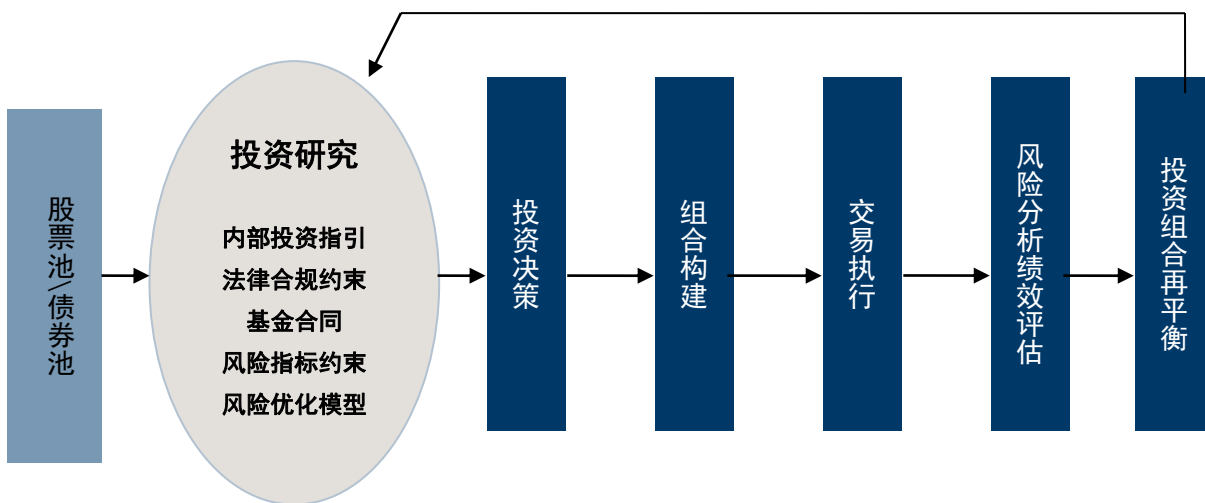 股票池/债券池
投资研究
内部投资指引
法律合规约束
基金合同
风险指标约束
风险优化模型
投资决策
组合构建
交易执行
风险分析绩效评估
投资组合再平衡